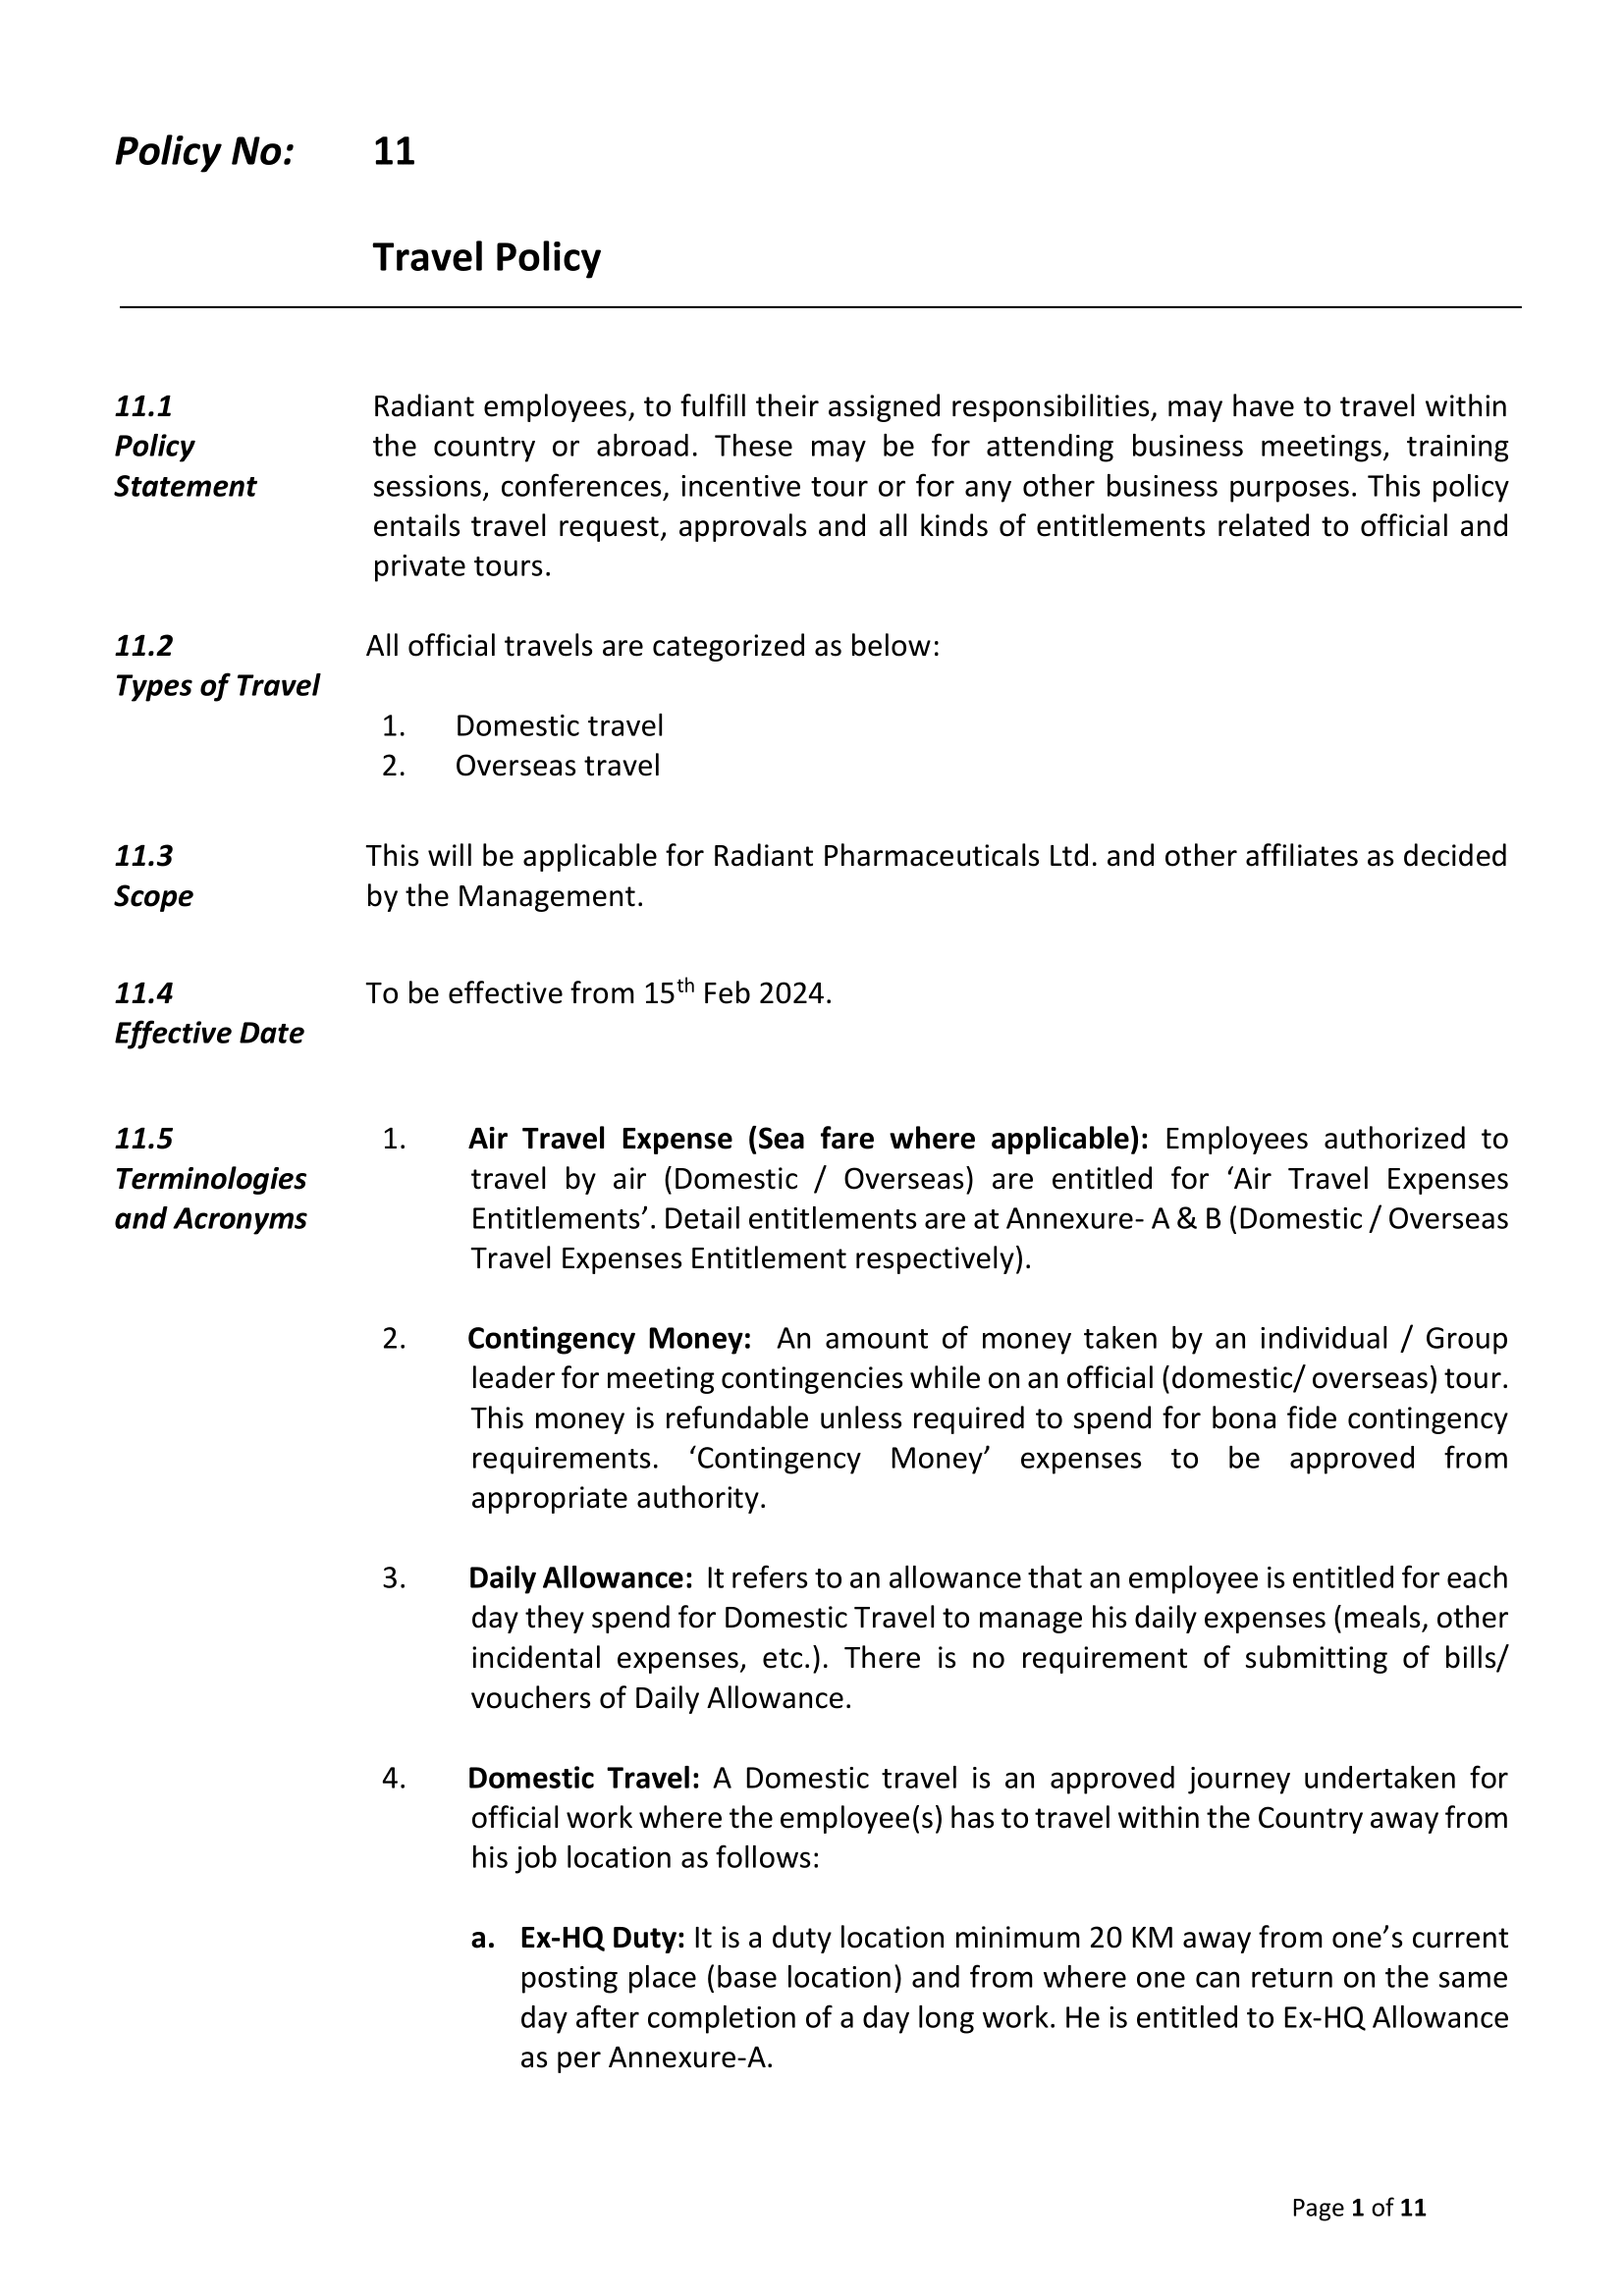 Policy No: 11
Travel Policy
11.1
Policy
Statement
Radiant employees, to fulfill their assigned responsibilities, may have to travel within
the country or abroad. These may be for attending business meetings, training
sessions, conferences, incentive tour or for any other business purposes. This policy
entails travel request, approvals and all kinds of entitlements related to official and
private tours.
11.2
Types of Travel
All official travels are categorized as below:
1. Domestic travel
2. Overseas travel
11.3
Scope
This will be applicable for Radiant Pharmaceuticals Ltd. and other affiliates as decided
by the Management.
11.4
Effective Date
To be effective from 15th Feb 2024.
11.5
Terminologies
and Acronyms
1. Air Travel Expense (Sea fare where applicable): Employees authorized to
travel by air (Domestic / Overseas) are entitled for ‘Air Travel Expenses
Entitlements’. Detail entitlements are at Annexure- A & B (Domestic / Overseas
Travel Expenses Entitlement respectively).
2. Contingency Money: An amount of money taken by an individual / Group
leader for meeting contingencies while on an official (domestic/ overseas) tour.
This money is refundable unless required to spend for bona fide contingency
requirements. ‘Contingency Money’ expenses to be approved from
appropriate authority.
3. Daily Allowance: It refers to an allowance that an employee is entitled for each
day they spend for Domestic Travel to manage his daily expenses (meals, other
incidental expenses, etc.). There is no requirement of submitting of bills/
vouchers of Daily Allowance.
4. Domestic Travel: A Domestic travel is an approved journey undertaken for
official work where the employee(s) has to travel within the Country away from
his job location as follows:
a. Ex-HQ Duty: It is a duty location minimum 20 KM away from one’s current
posting place (base location) and from where one can return on the same
day after completion of a day long work. He is entitled to Ex-HQ Allowance
as per Annexure-A.
Page 1 of 11